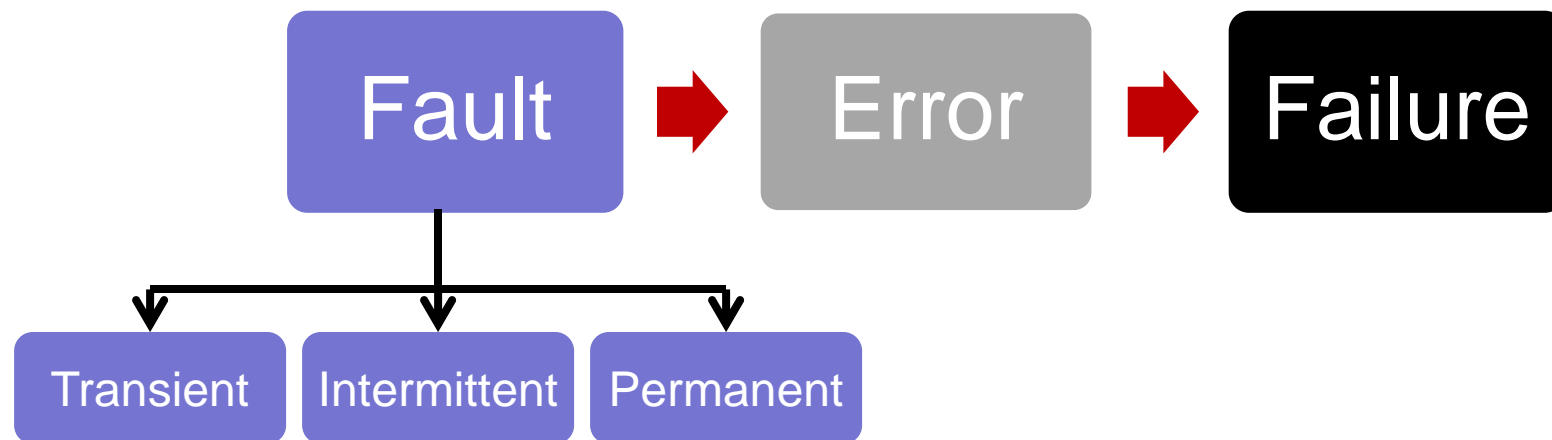 Fault
Error
Failure
Transient
Intermittent
Permanent